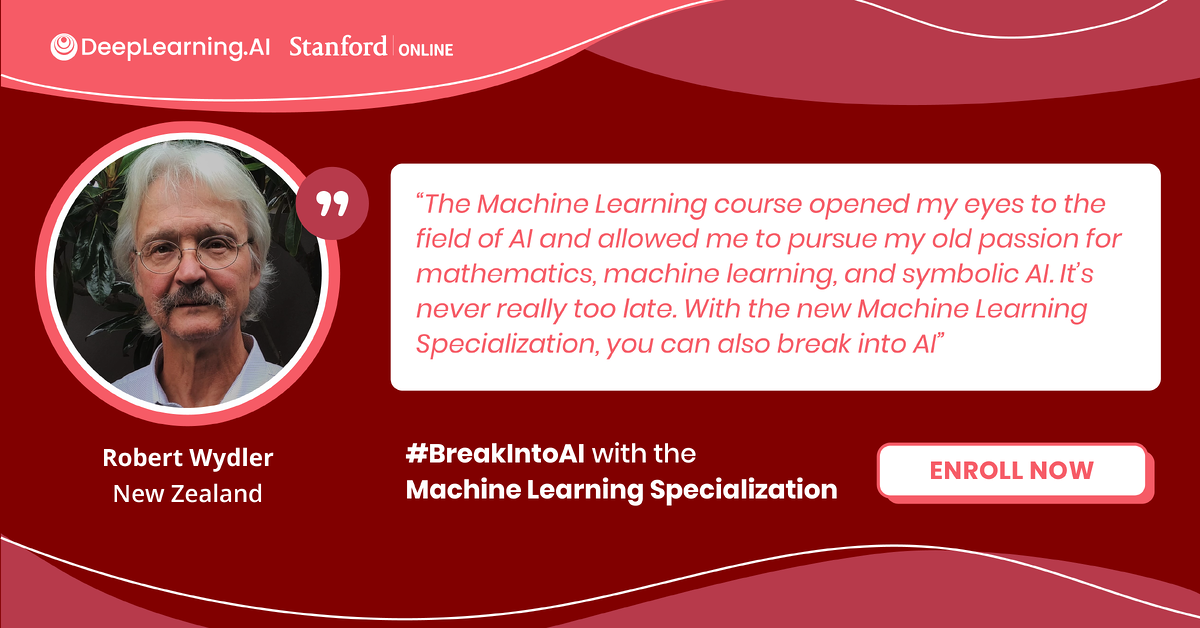 DeepLearning.AI Stanford | ONLINE
“The Machine Learning course opened my eyes to the
field of AI and allowed me to pursue my old passion for
mathematics, machine learning, and symbolic AI. It’s
never really too late. With the new Machine Learning
Specialization, you can also break into AI”
Robert Wydler
New Zealand
#BreakIntoAI with the
Machine Learning Specialization
ENROLL NOW